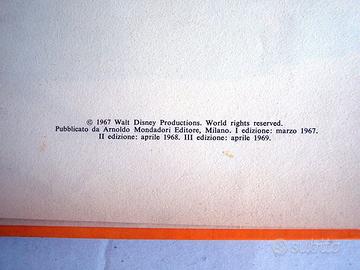 © 1967 Walt Disney Productions. World rights reserved.
Pubblicato da Arnoldo Mondadori Editore, Milano. I edizione: marzo 1967.
II edizione: aprile 1968. III edizione: aprile 1969.
subito